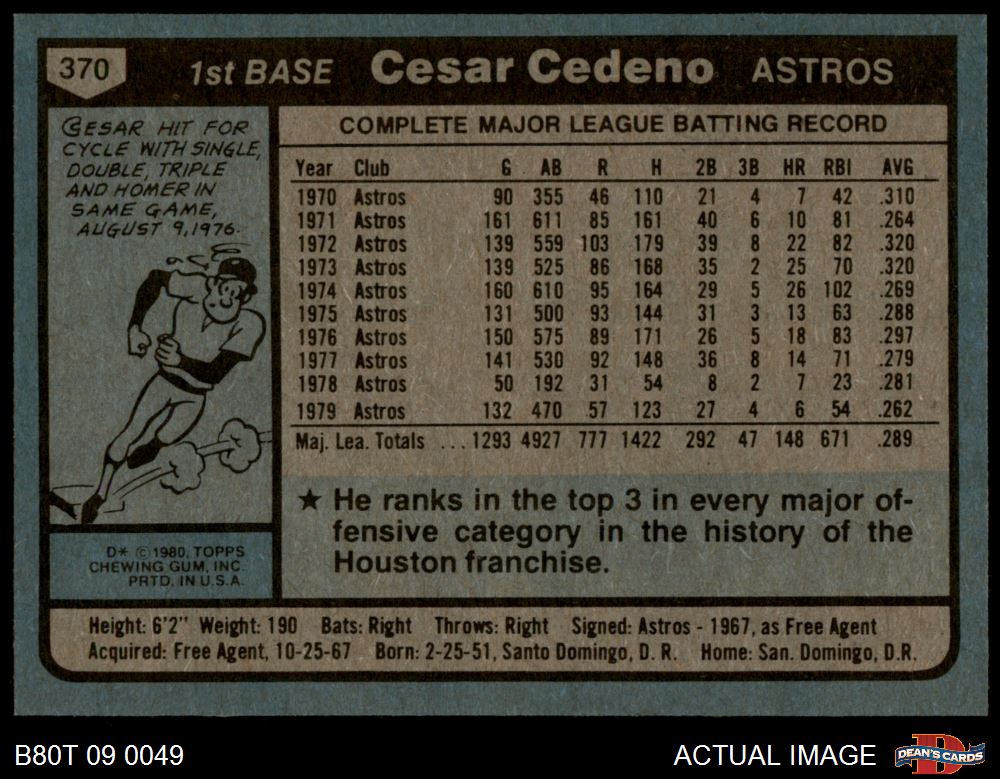 370 1st BASE Cesar Cedeno ASTROS
CESAR HIT FOR
CYCLE WITH SINGLE,
DOUBLE, TRIPLE
AND HOMER IN
SAME GAME,
AUGUST 9, 1976.
D* © 1980, TOPPS
CHEWING GUM, INC.
PRTD. IN U.S.A.
COMPLETE MAJOR LEAGUE BATTING RECORD
Year Club G AB R H 2B 3B HR RBI AVG
1970 Astros 90 355 46 110 21 4 7 42 .310
1971 Astros 161 611 85 161 40 6 10 81 .264
1972 Astros 139 559 103 179 39 8 22 82 .320
1973 Astros 139 525 86 168 35 2 25 70 .320
1974 Astros 160 610 95 164 29 5 26 102 .269
1975 Astros 131 500 93 144 31 3 13 63 .288
1976 Astros 150 575 89 171 26 5 18 83 .297
1977 Astros 141 530 92 148 36 8 14 71 .279
1978 Astros 50 192 31 54 8 2 7 23 .281
1979 Astros 132 470 57 123 27 4 6 54 .262
Maj. Lea. Totals ... 1293 4927 777 1422 292 47 148 671 .289
★ He ranks in the top 3 in every major of-
fensive category in the history of the
Houston franchise.
Height: 6'2" Weight: 190 Bats: Right Throws: Right Signed: Astros - 1967, as Free Agent
Acquired: Free Agent, 10-25-67 Born: 2-25-51, Santo Domingo, D. R. Home: San. Domingo, D.R.
B80T 09 0049 ACTUAL IMAGE DEAN'S CARDS